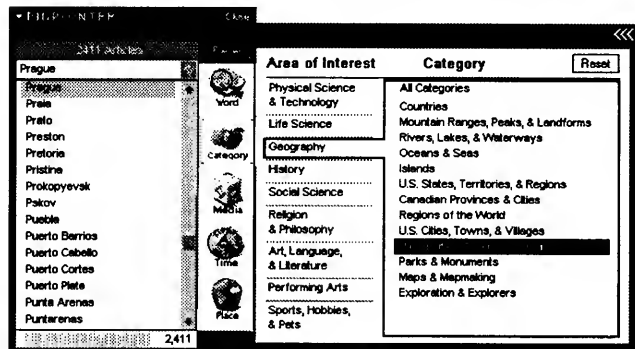 PINPOINTER
Close
2411 Articles
Prague
Prague
Praia
Prato
Preston
Pretoria
Pristina
Prokopyevsk
Pskov
Puebla
Puerto Barrios
Puerto Cabello
Puerto Cortes
Puerto Plata
Punta Arenas
Puntarenas
2,411
Word
Category
Media
Time
Place
Area of Interest
Physical Science
& Technology
Life Science
Geography
History
Social Science
Religion
& Philosophy
Art, Language,
& Literature
Performing Arts
Sports, Hobbies,
& Pets
Category
Reset
All Categories
Countries
Mountain Ranges, Peaks, & Landforms
Rivers, Lakes, & Waterways
Oceans & Seas
Islands
U.S. States, Territories, & Regions
Canadian Provinces & Cities
Regions of the World
U.S. Cities, Towns, & Villages
Parks & Monuments
Maps & Mapmaking
Exploration & Explorers